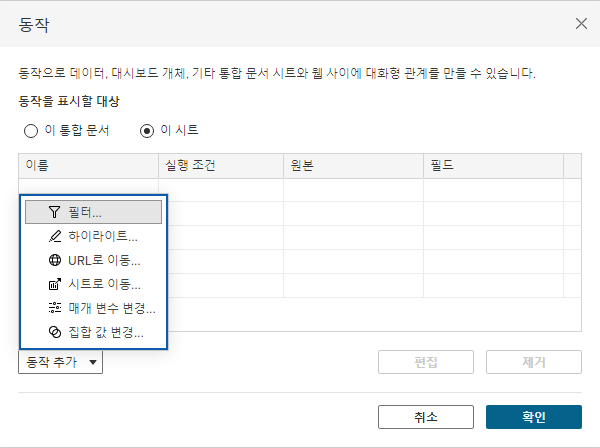 동작
동작으로 데이터, 대시보드 개체, 기타 통합 문서 시트와 웹 사이에 대화형 관계를 만들 수 있습니다.
동작을 표시할 대상
이 통합 문서 이 시트
이름 실행 조건 원본 필드
필터...
하이라이트...
URL로 이동...
시트로 이동...
매개 변수 변경...
집합 값 변경...
동작 추가 편집 제거
취소 확인